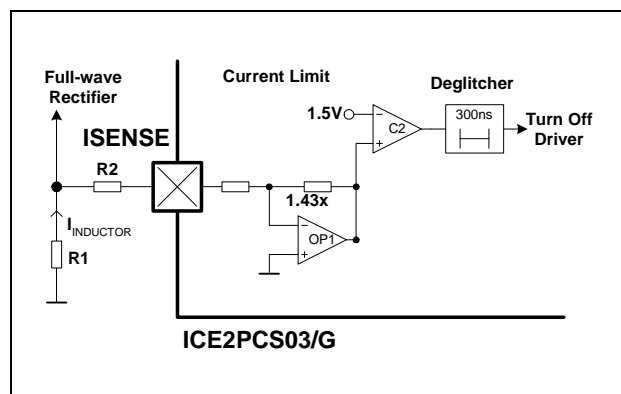 Full-wave
Rectifier
Current Limit
Deglitcher
ISENSE
1.5V
C2
300ns
Turn Off
Driver
R2
1.43x
IINDUCTOR
OP1
R1
ICE2PCS03/G